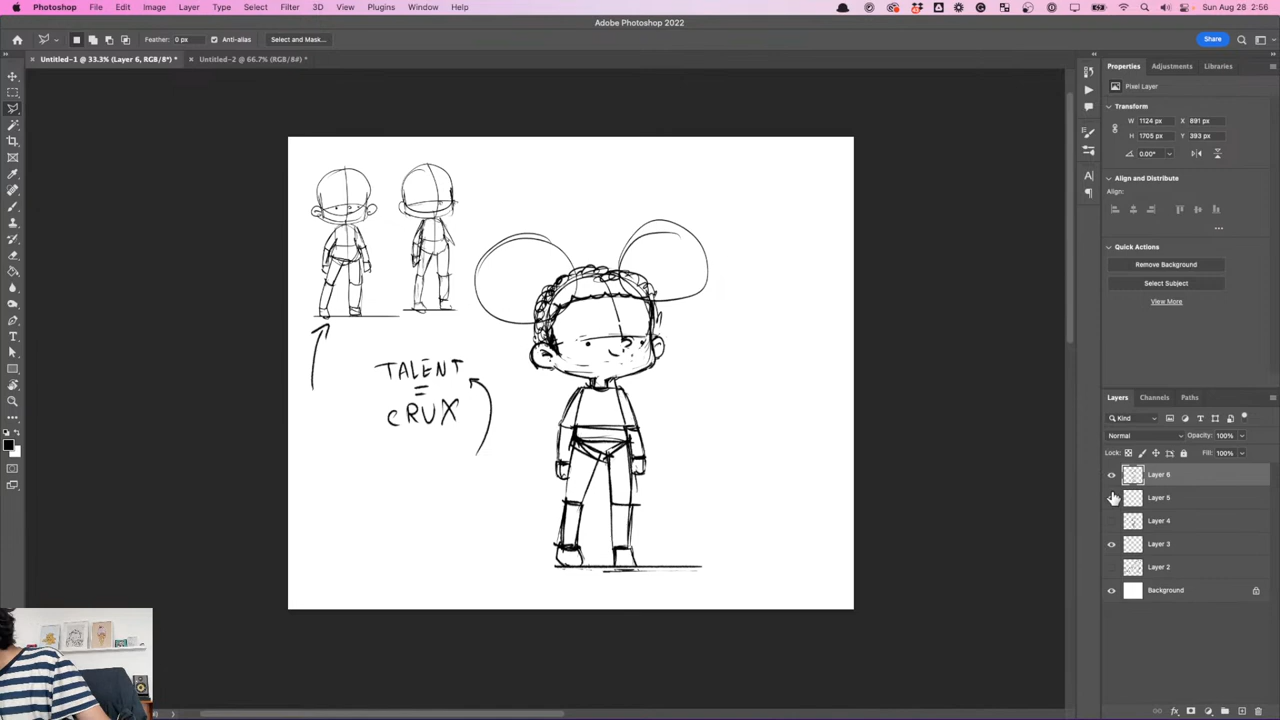 Photoshop File Edit Image Layer Type Select Filter 3D View Plugins Window Help Sun Aug 28 2:56
Adobe Photoshop 2022
Feather: 0 px Anti-alias Select and Mask... Share
Untitled-1 @ 33.3% (Layer 6, RGB/8*) * Untitled-2 @ 66.7% (RGB/8#) *
Properties Adjustments Libraries
Pixel Layer
Transform
W 1124 px X 891 px
H 1705 px Y 393 px
0.00°
Align and Distribute
Align:
Quick Actions
Remove Background
Select Subject
View More
TALENT
=
CRUX
Layers Channels Paths
Kind
Normal Opacity: 100%
Lock: Fill: 100%
Layer 6
Layer 5
Layer 4
Layer 3
Layer 2
Background